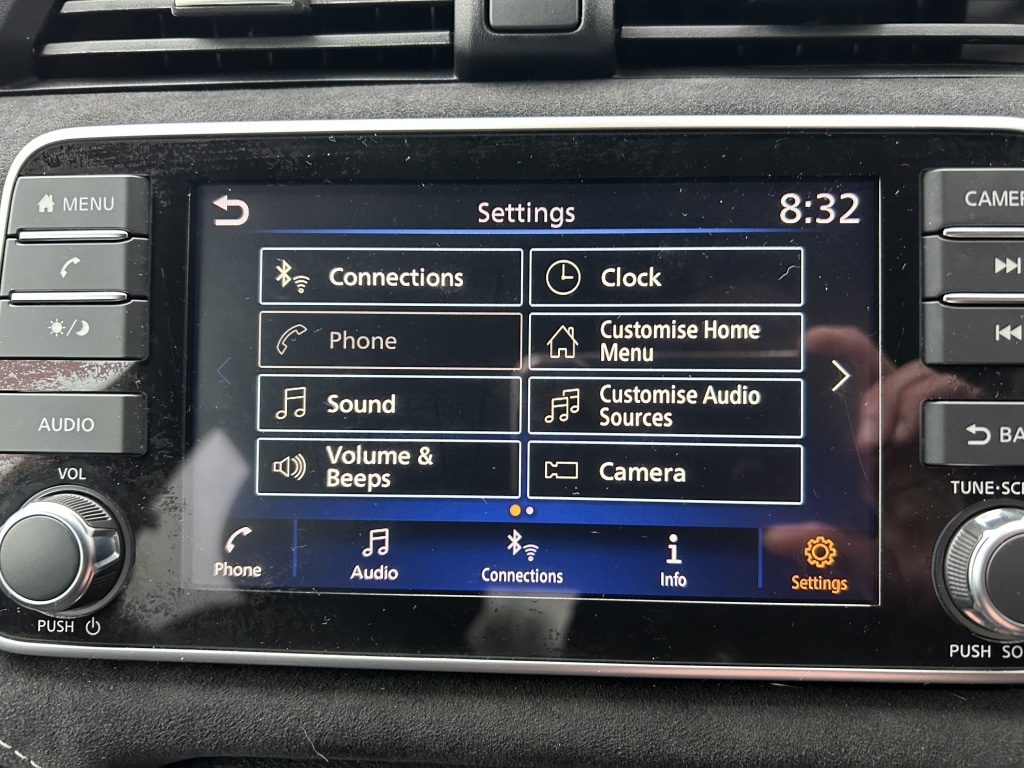 MENU
AUDIO
VOL
PUSH
Settings
8:32
Connections
Clock
Phone
Customise Home
Menu
Sound
Customise Audio
Sources
Volume &
Beeps
Camera
Phone
Audio
Connections
Info
Settings
PUSH